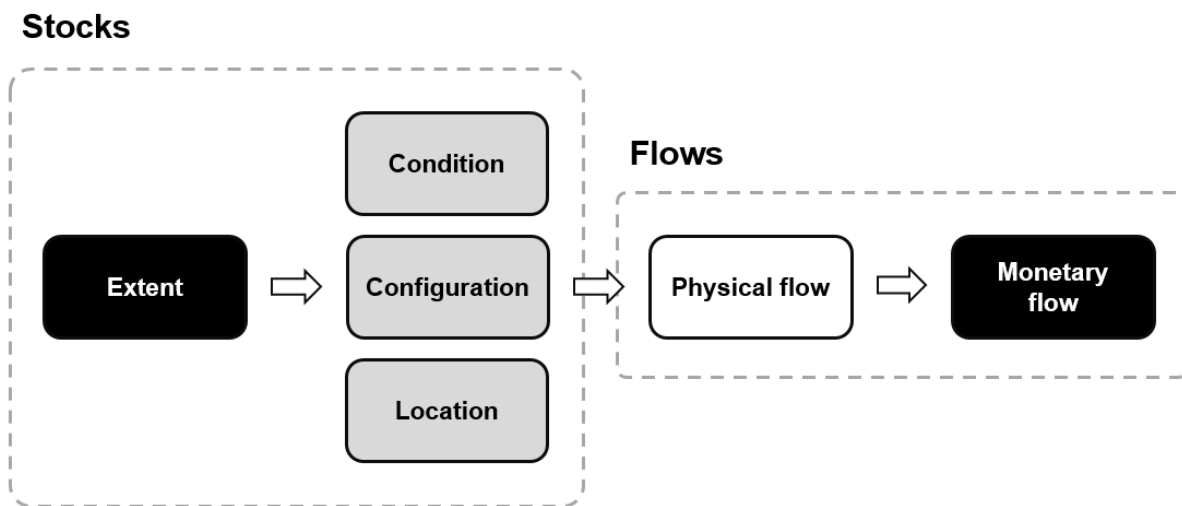 Stocks
Condition
Flows
Extent
Configuration
Physical flow
Monetary
flow
Location